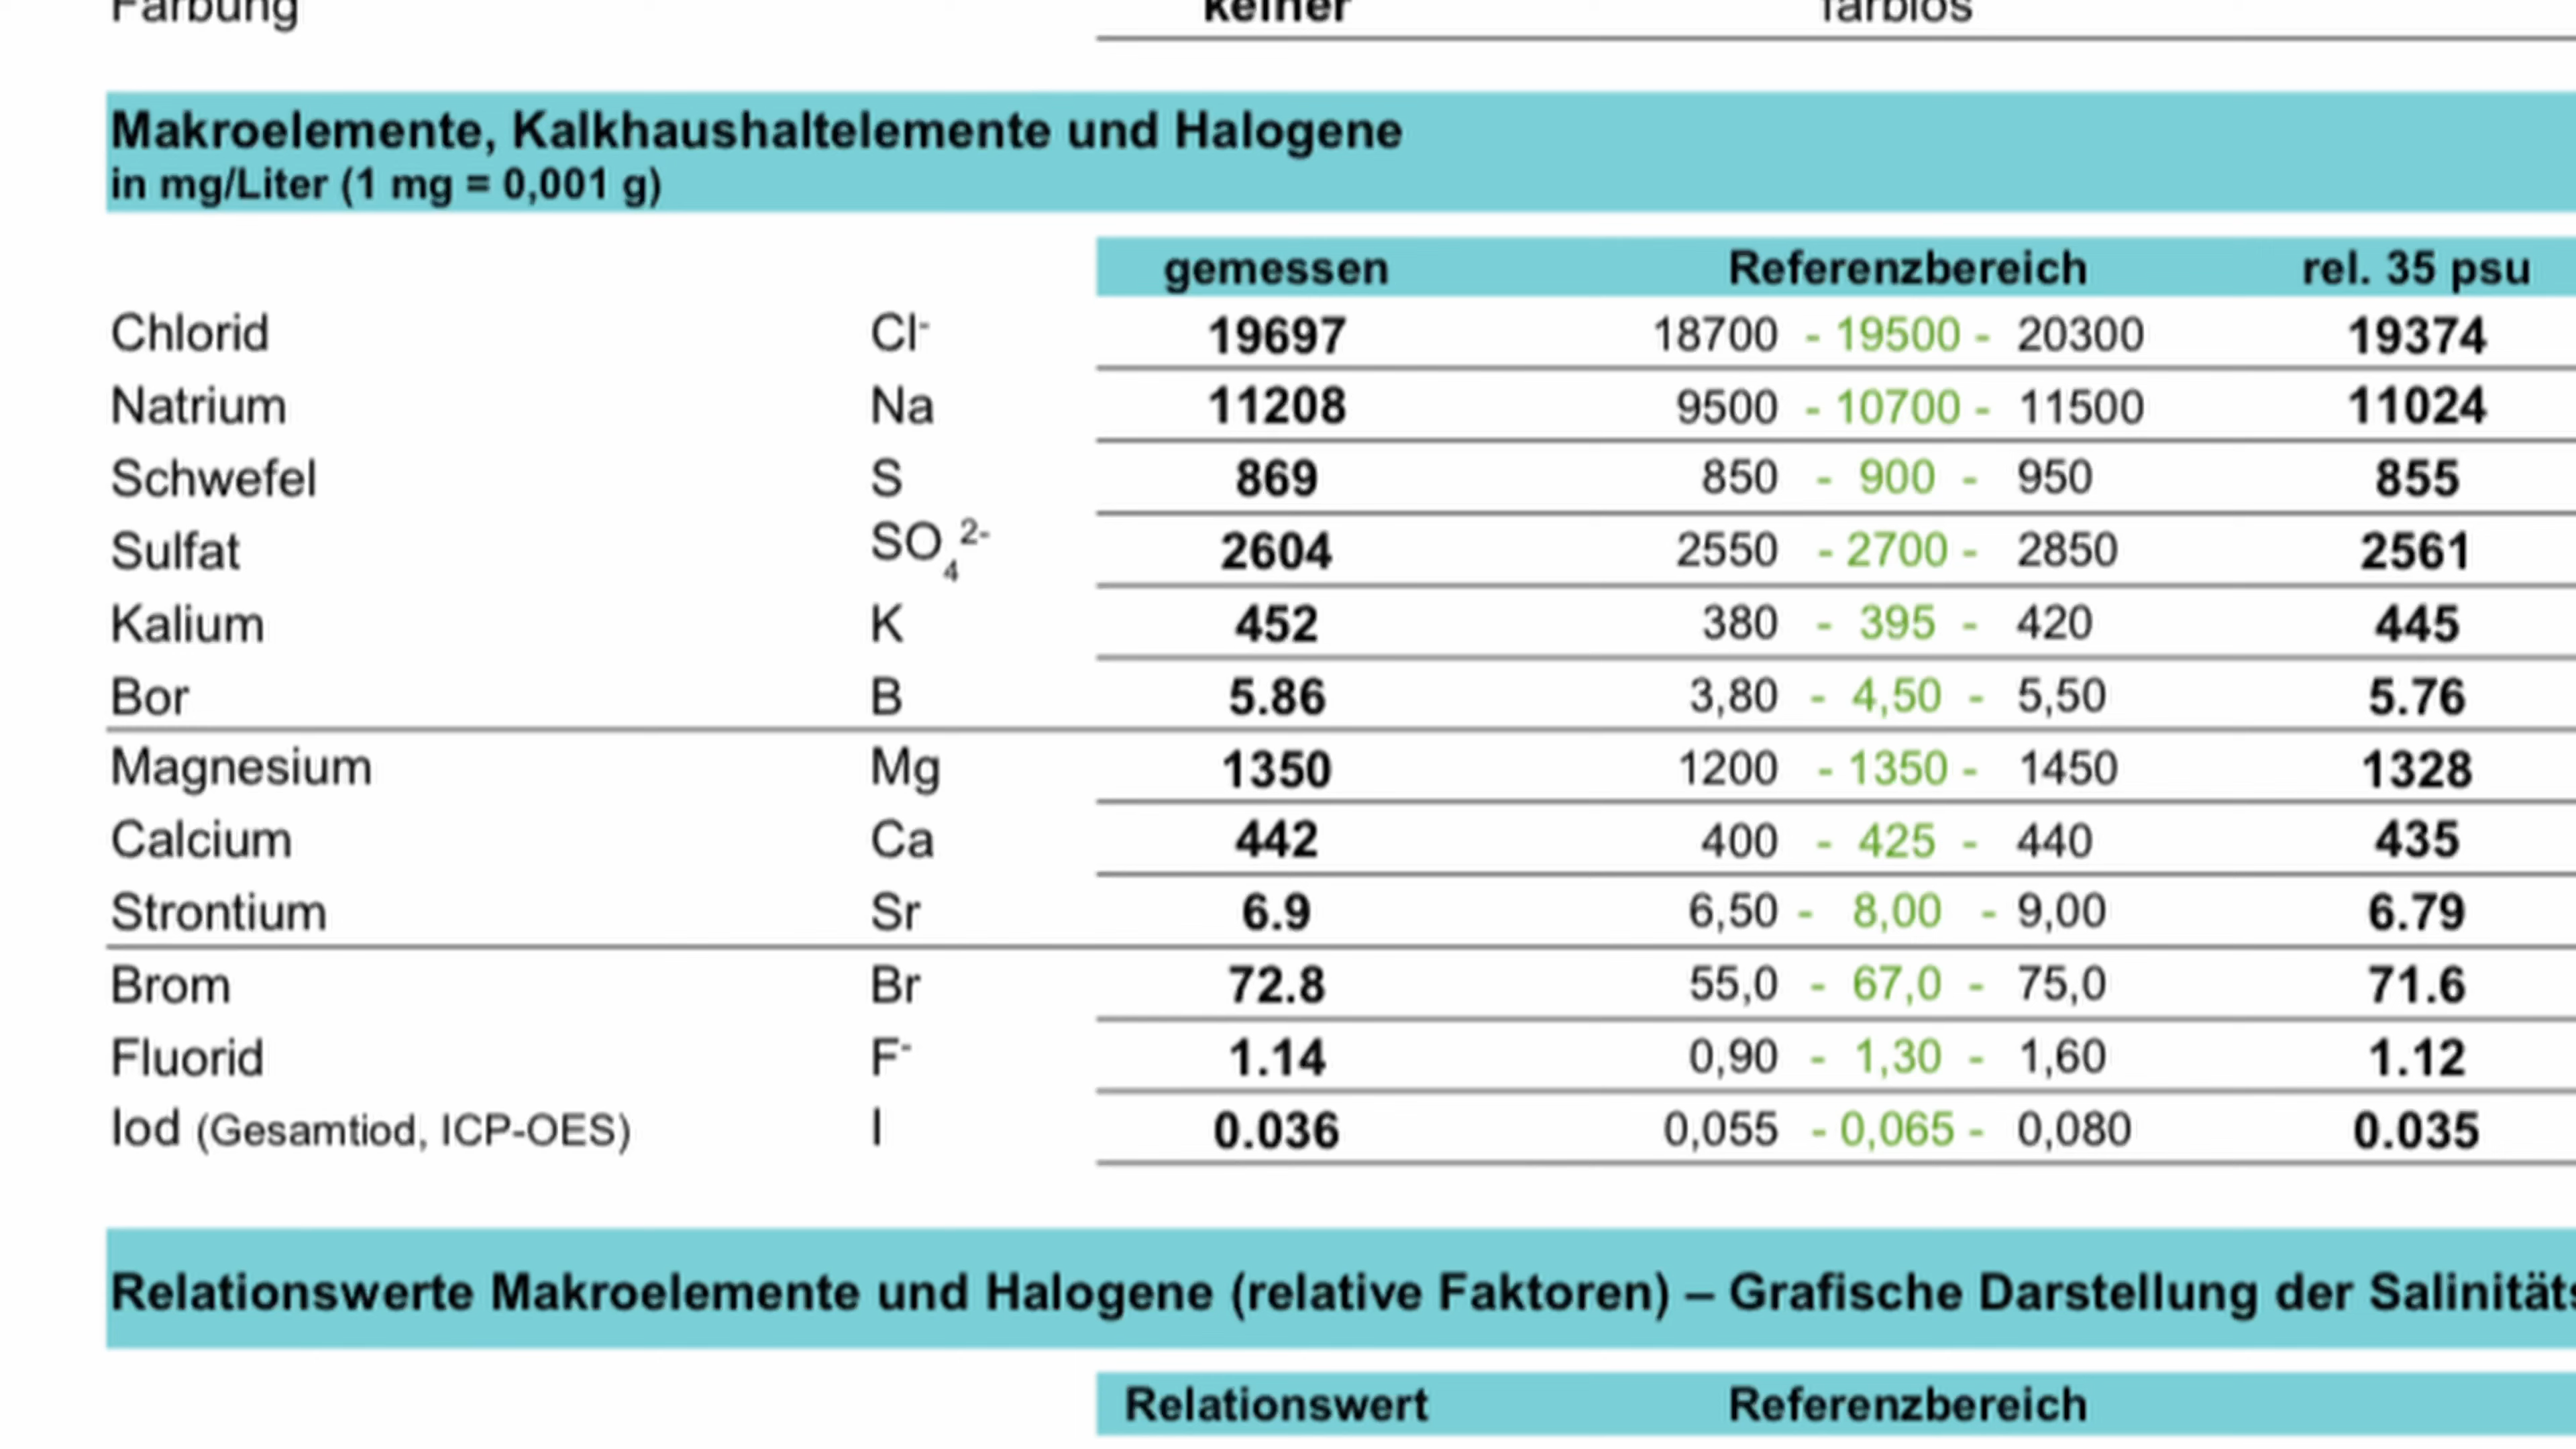 Färbung keiner farblos
Makroelemente, Kalkhaushaltelemente und Halogene
in mg/Liter (1 mg = 0,001 g)
gemessen Referenzbereich rel. 35 psu
Chlorid Cl- 19697 18700 - 19500 - 20300 19374
Natrium Na 11208 9500 - 10700 - 11500 11024
Schwefel S 869 850 - 900 - 950 855
Sulfat SO4 2- 2604 2550 - 2700 - 2850 2561
Kalium K 452 380 - 395 - 420 445
Bor B 5.86 3,80 - 4,50 - 5,50 5.76
Magnesium Mg 1350 1200 - 1350 - 1450 1328
Calcium Ca 442 400 - 425 - 440 435
Strontium Sr 6.9 6,50 - 8,00 - 9,00 6.79
Brom Br 72.8 55,0 - 67,0 - 75,0 71.6
Fluorid F- 1.14 0,90 - 1,30 - 1,60 1.12
Iod (Gesamtiod, ICP-OES) I 0.036 0,055 - 0,065 - 0,080 0.035
Relationswerte Makroelemente und Halogene (relative Faktoren) – Grafische Darstellung der Salinitäts
Relationswert Referenzbereich